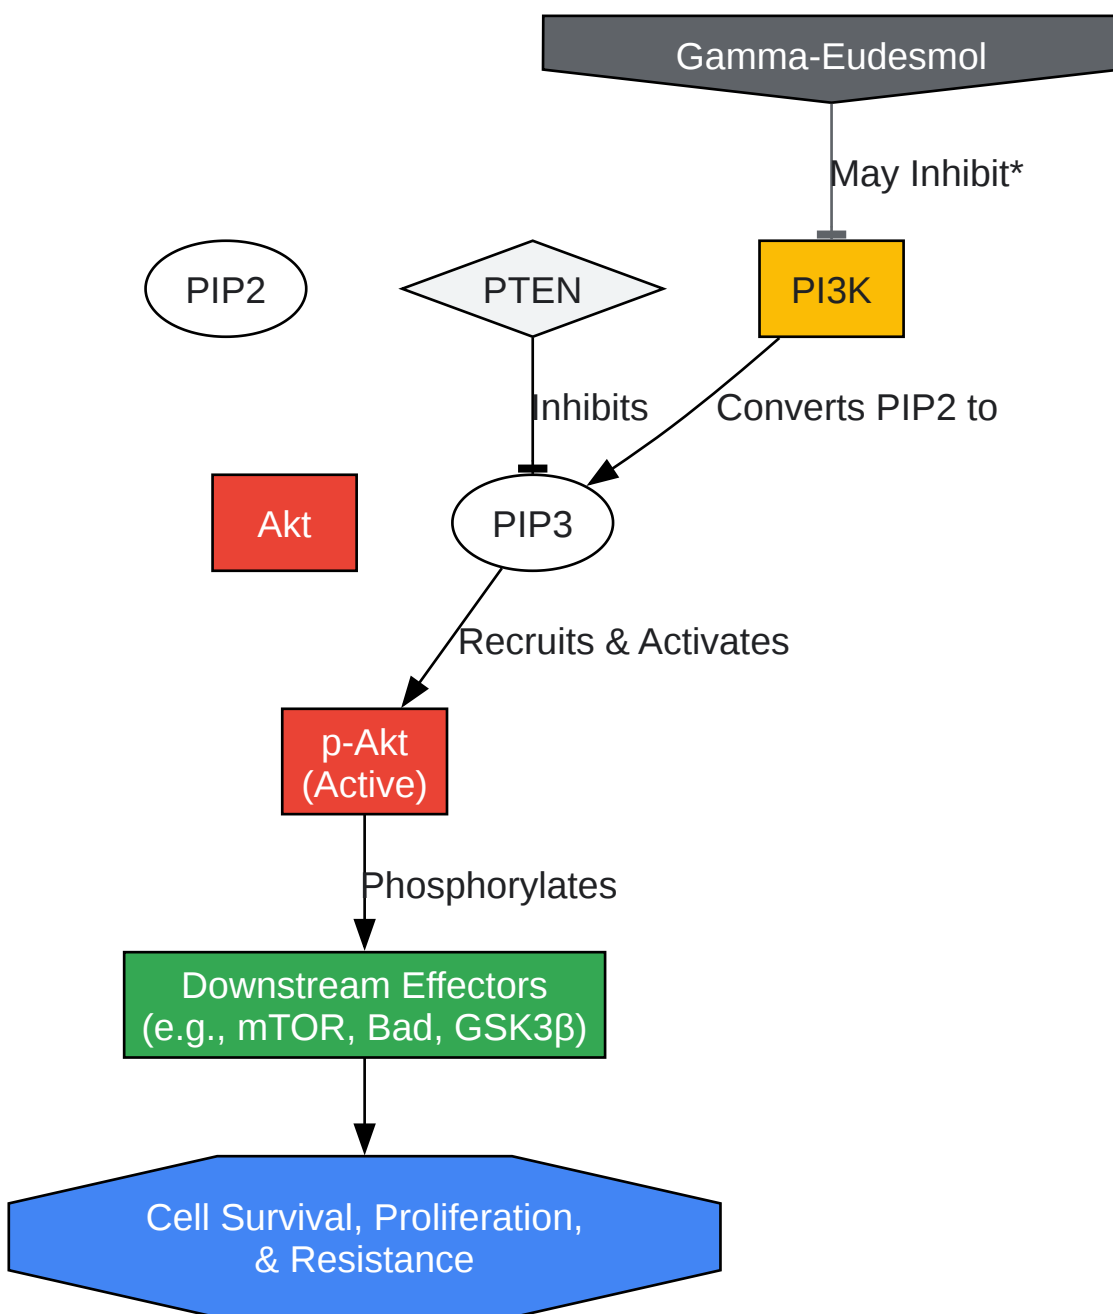 Gamma-Eudesmol
May Inhibit*
PIP2
PTEN
PI3K
Inhibits
Converts PIP2 to
Akt
PIP3
Recruits & Activates
p-Akt
(Active)
Phosphorylates
Downstream Effectors
(e.g., mTOR, Bad, GSK3β)
Cell Survival, Proliferation,
& Resistance